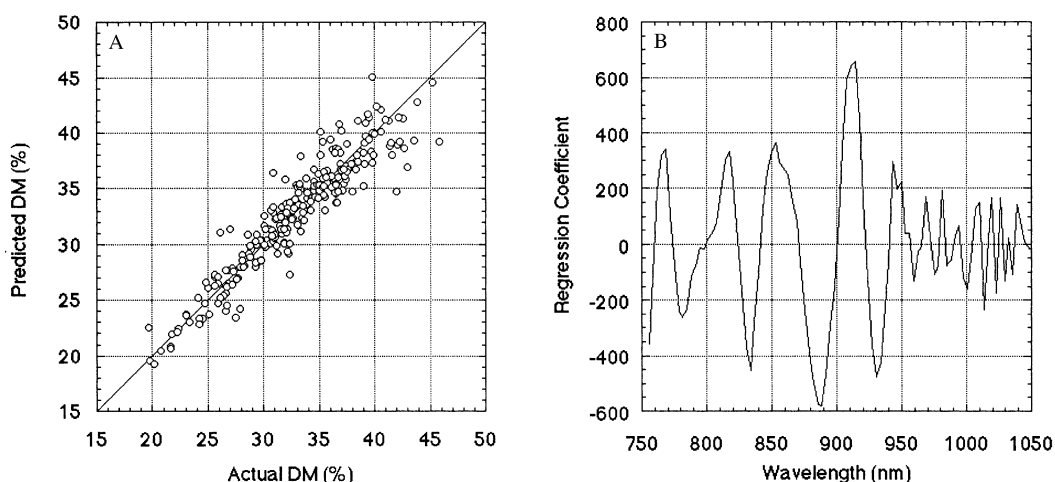 A
50
45
40
35
30
25
20
15
Predicted DM (%)
15 20 25 30 35 40 45 50
Actual DM (%)
B
800
600
400
200
0
-200
-400
-600
Regression Coefficient
750 800 850 900 950 1000 1050
Wavelength (nm)